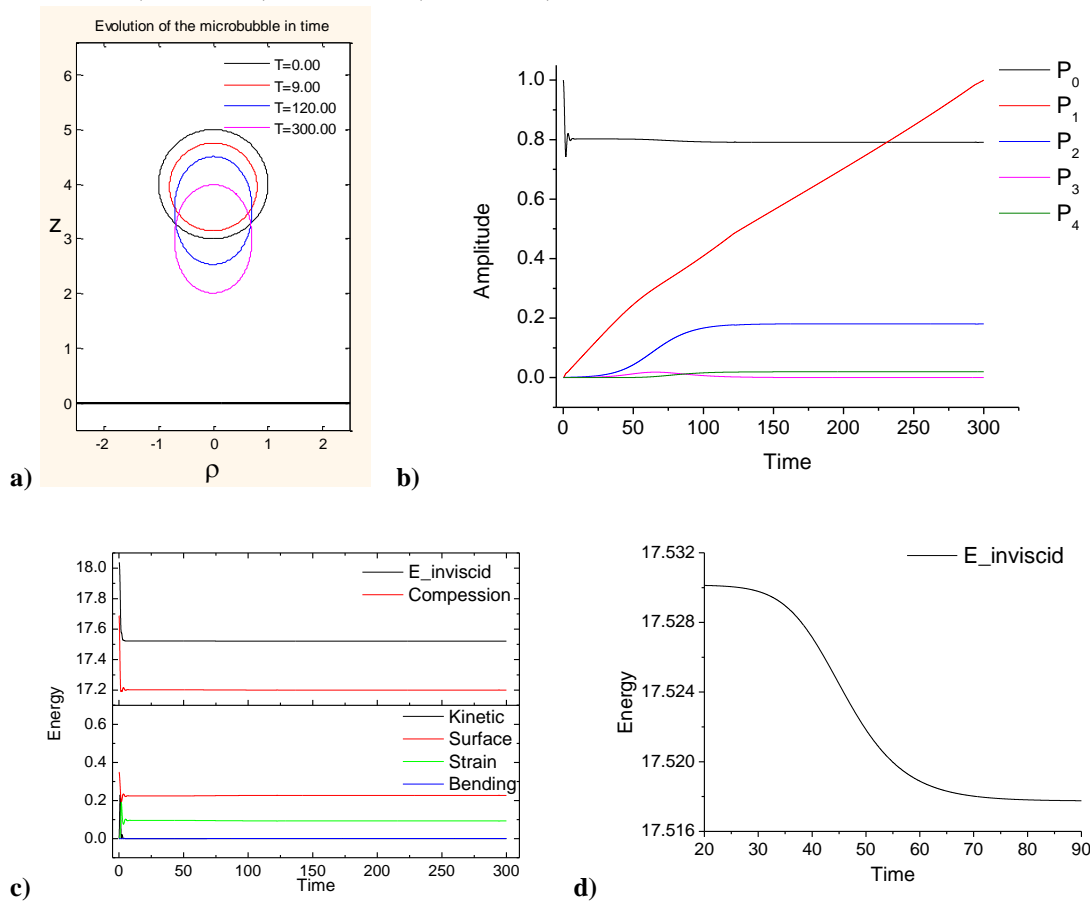 Evolution of the microbubble in time
T=0.00
T=9.00
T=120.00
T=300.00
6
5
4
3
2
1
0
z
-2 -1 0 1 2
ρ
a)
1.0
0.8
0.6
0.4
0.2
0.0
Amplitude
0 50 100 150 200 250 300
Time
P0
P1
P2
P3
P4
b)
18.0
17.8
17.6
17.4
17.2
E_inviscid
Compession
Energy
0.6
0.4
0.2
0.0
Kinetic
Surface
Strain
Bending
0 50 100 150 200 250 300
Time
c)
17.532
17.528
17.524
17.520
17.516
E_inviscid
Energy
20 30 40 50 60 70 80 90
Time
d)